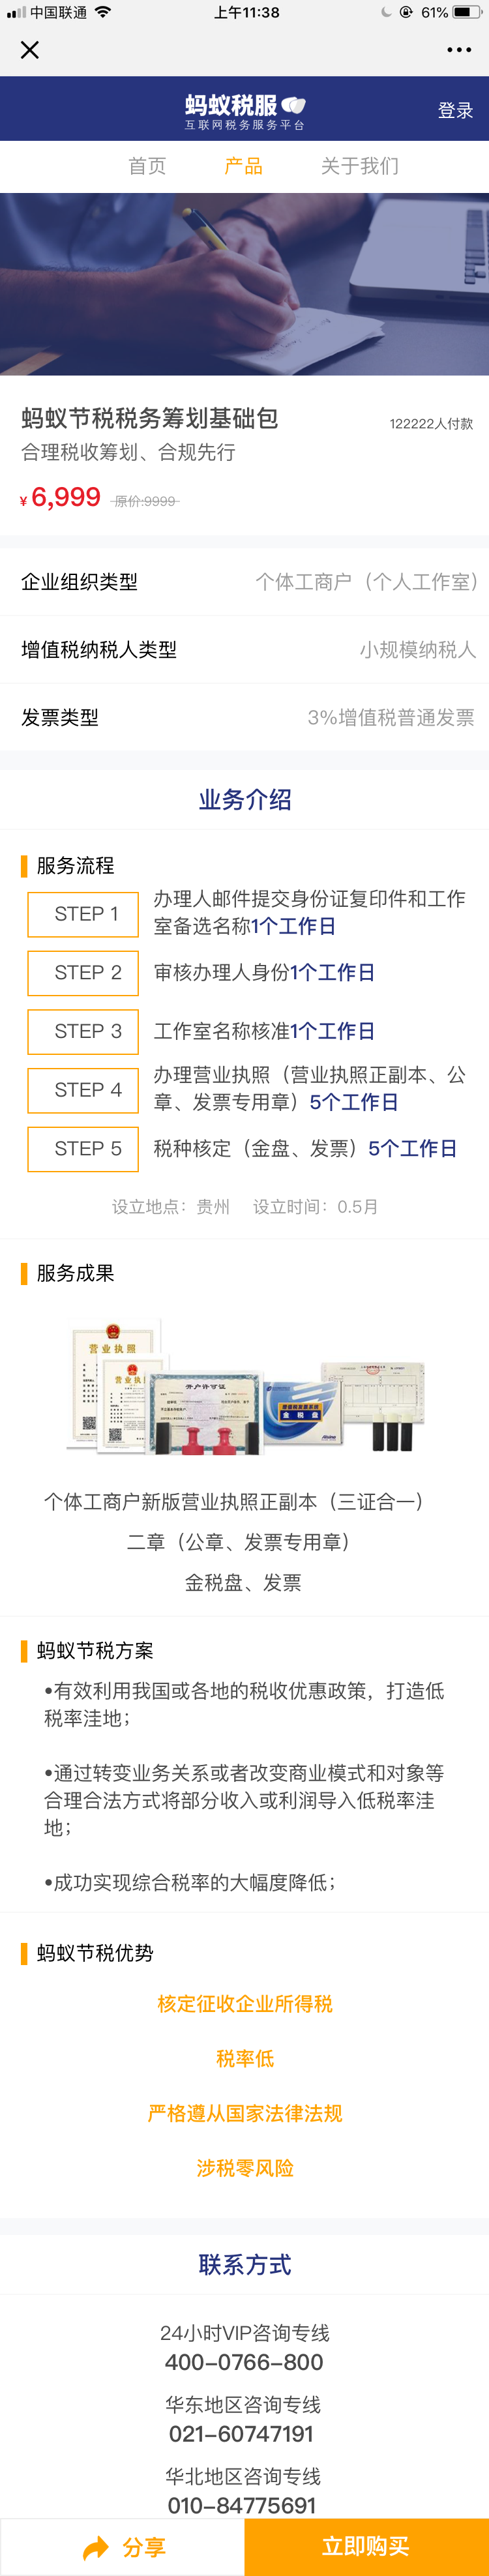 中国联通 上午11:38 61%
蚂蚁税服
互联网税务服务平台
登录
首页 产品 关于我们
蚂蚁节税税务筹划基础包
122222人付款
合理税收筹划、合规先行
¥6,999 原价:9999
企业组织类型 个体工商户（个人工作室）
增值税纳税人类型 小规模纳税人
发票类型 3%增值税普通发票
业务介绍
服务流程
STEP 1 办理人邮件提交身份证复印件和工作
室备选名称1个工作日
STEP 2 审核办理人身份1个工作日
STEP 3 工作室名称核准1个工作日
STEP 4 办理营业执照（营业执照正副本、公
章、发票专用章）5个工作日
STEP 5 税种核定（金盘、发票）5个工作日
设立地点：贵州 设立时间：0.5月
服务成果
营业执照
营业执照
开户许可证
金税盘
个体工商户新版营业执照正副本（三证合一）
二章（公章、发票专用章）
金税盘、发票
蚂蚁节税方案
•有效利用我国或各地的税收优惠政策，打造低
税率洼地；
•通过转变业务关系或者改变商业模式和对象等
合理合法方式将部分收入或利润导入低税率洼
地；
•成功实现综合税率的大幅度降低；
蚂蚁节税优势
核定征收企业所得税
税率低
严格遵从国家法律法规
涉税零风险
联系方式
24小时VIP咨询专线
400-0766-800
华东地区咨询专线
021-60747191
华北地区咨询专线
010-84775691
分享 立即购买